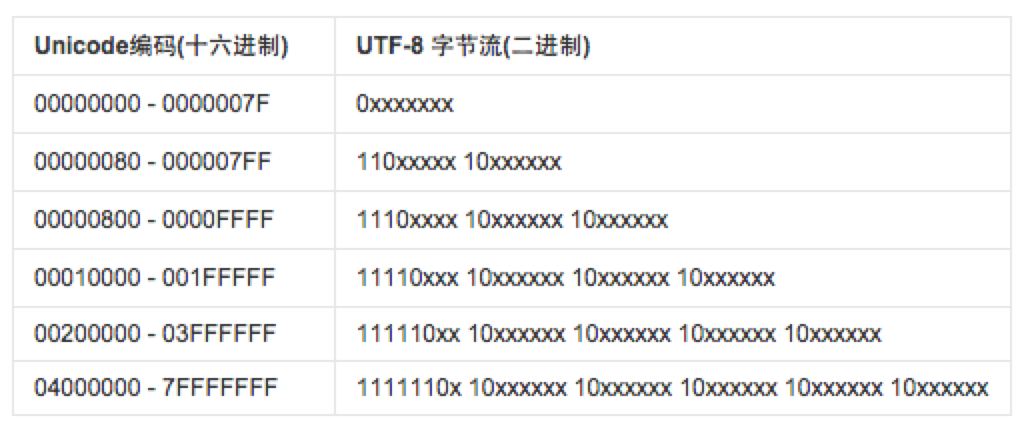 Unicode编码(十六进制) UTF-8 字节流(二进制)
00000000 - 0000007F 0xxxxxxx
00000080 - 000007FF 110xxxxx 10xxxxxx
00000800 - 0000FFFF 1110xxxx 10xxxxxx 10xxxxxx
00010000 - 001FFFFF 11110xxx 10xxxxxx 10xxxxxx 10xxxxxx
00200000 - 03FFFFFF 111110xx 10xxxxxx 10xxxxxx 10xxxxxx 10xxxxxx
04000000 - 7FFFFFFF 1111110x 10xxxxxx 10xxxxxx 10xxxxxx 10xxxxxx 10xxxxxx